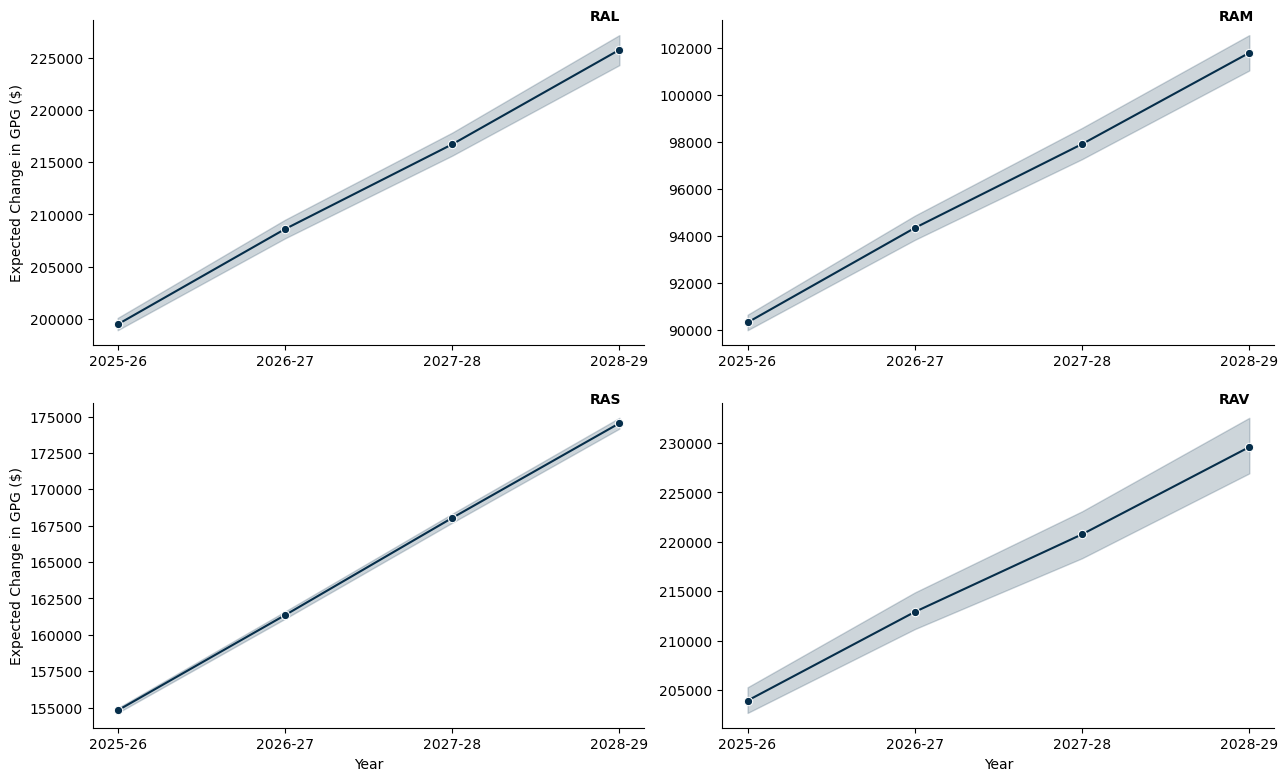 RAL
Expected Change in GPG ($)
225000
220000
215000
210000
205000
200000
2025-26 2026-27 2027-28 2028-29
RAM
102000
100000
98000
96000
94000
92000
90000
2025-26 2026-27 2027-28 2028-29
RAS
Expected Change in GPG ($)
175000
172500
170000
167500
165000
162500
160000
157500
155000
2025-26 2026-27 2027-28 2028-29
Year
RAV
230000
225000
220000
215000
210000
205000
2025-26 2026-27 2027-28 2028-29
Year